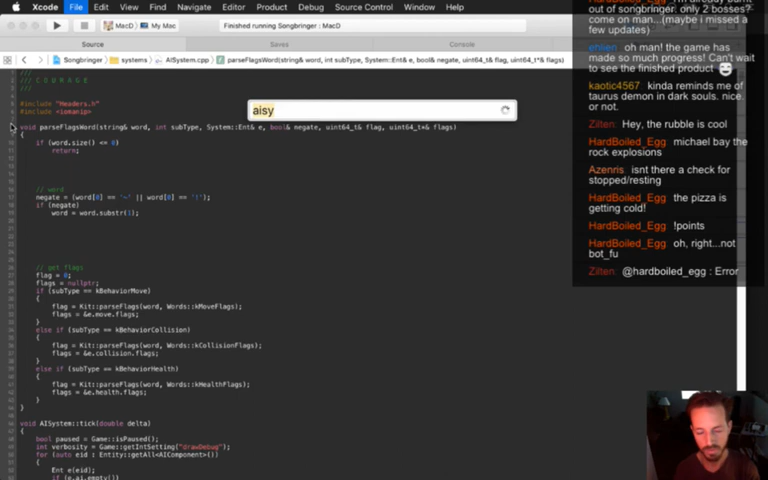 Xcode File Edit View Find Navigate Editor Product Debug Source Control Window Help
MacD My Mac Finished running Songbringer : MacD
Source Saves Console
Songbringer systems AISystem.cpp parseFlagsWord(string& word, int subType, System::Ent& e, bool& negate, uint64_t& flag, uint64_t*& flags)
///
/// C O U R A G E
///
#include "Headers.h"
#include <iomanip>
aisy
void parseFlagsWord(string& word, int subType, System::Ent& e, bool& negate, uint64_t& flag, uint64_t*& flags)
{
if (word.size() <= 0)
return;
// word
negate = (word[0] == '~' || word[0] == '!');
if (negate)
word = word.substr(1);
// get flags
flag = 0;
flags = nullptr;
if (subType == kBehaviorMove)
{
flag = Kit::parseFlags(word, Words::kMoveFlags);
flags = &e.move.flags;
}
else if (subType == kBehaviorCollision)
{
flag = Kit::parseFlags(word, Words::kCollisionFlags);
flags = &e.collision.flags;
}
else if (subType == kBehaviorHealth)
{
flag = Kit::parseFlags(word, Words::kHealthFlags);
flags = &e.health.flags;
}
}
void AISystem::tick(double delta)
{
bool paused = Game::isPaused();
int verbosity = Game::getIntSetting("drawDebug");
for (auto eid : Entity::getAll<AIComponent>())
{
Ent e(eid);
if (e.ai.empty())
out of songbringer. only 2 bosses?
come on man...(maybe i missed a
few updates)
ehlien oh man! the game has
made so much progress! Can't wait
to see the finished product
kaotic4567 kinda reminds me of
taurus demon in dark souls. nice
or not.
Zilten: Hey, the rubble is cool
HardBoiled_Egg michael bay the
rock explosions
Azenris isnt there a check for
stopped/resting
HardBoiled_Egg the pizza is
getting cold!
HardBoiled_Egg !points
HardBoiled_Egg oh, right...not
bot_fu
Zilten: @hardboiled_egg : Error